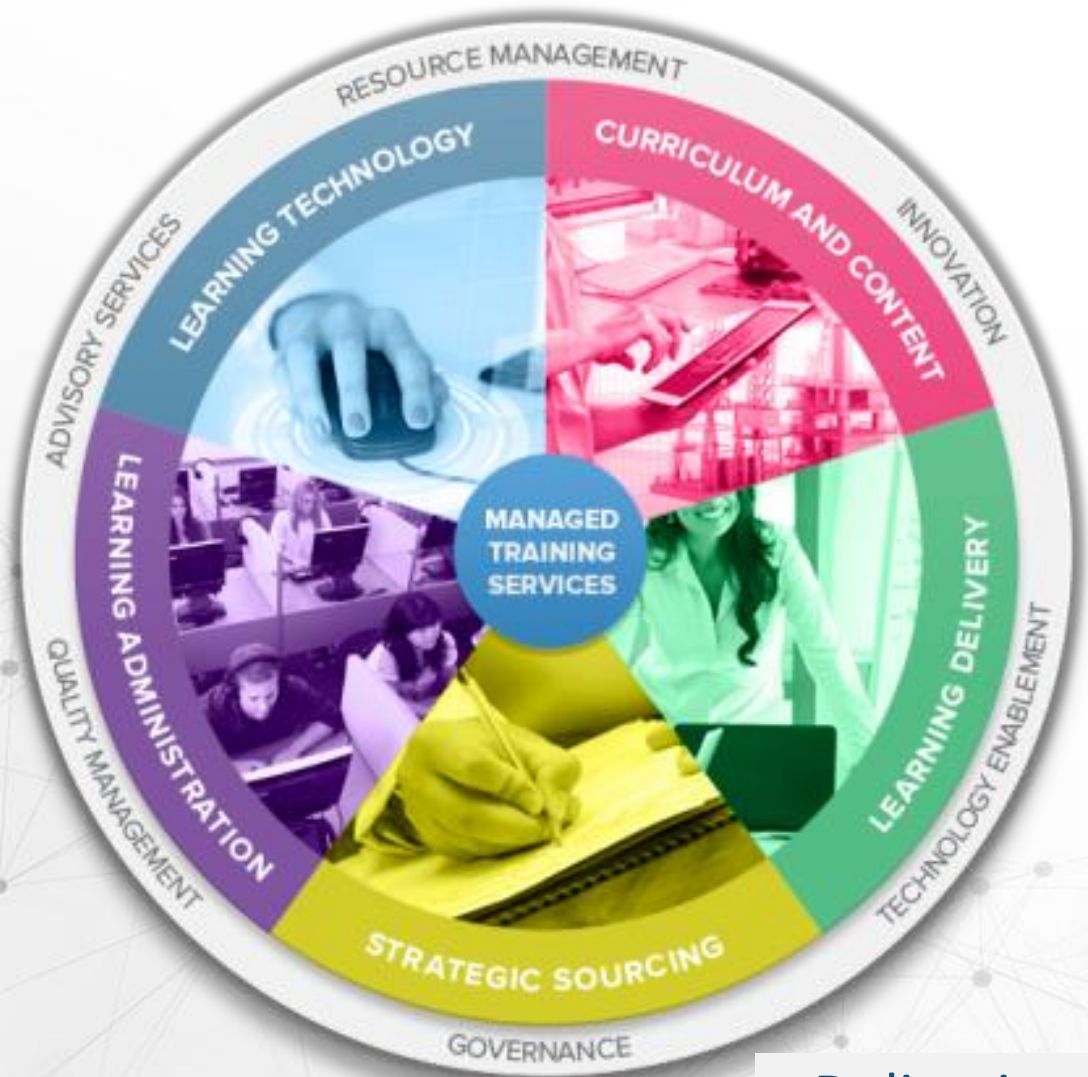 RESOURCE MANAGEMENT
INNOVATION
TECHNOLOGY ENABLEMENT
GOVERNANCE
QUALITY MANAGEMENT
ADVISORY SERVICES
LEARNING TECHNOLOGY
CURRICULUM AND CONTENT
LEARNING DELIVERY
STRATEGIC SOURCING
LEARNING ADMINISTRATION
MANAGED
TRAINING
SERVICES